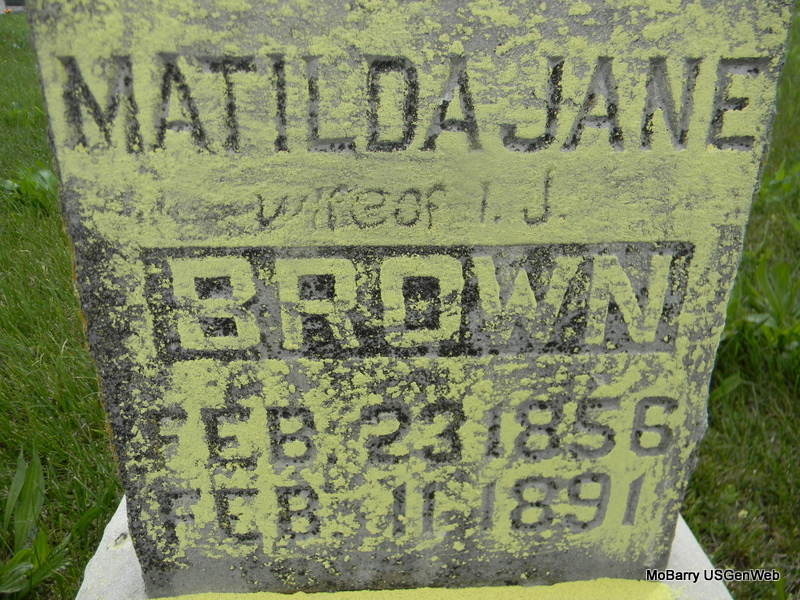 MATILDA JANE
wife of I. J.
BROWN
FEB. 23 1856
FEB. 11 1891
MoBarry USGenWeb